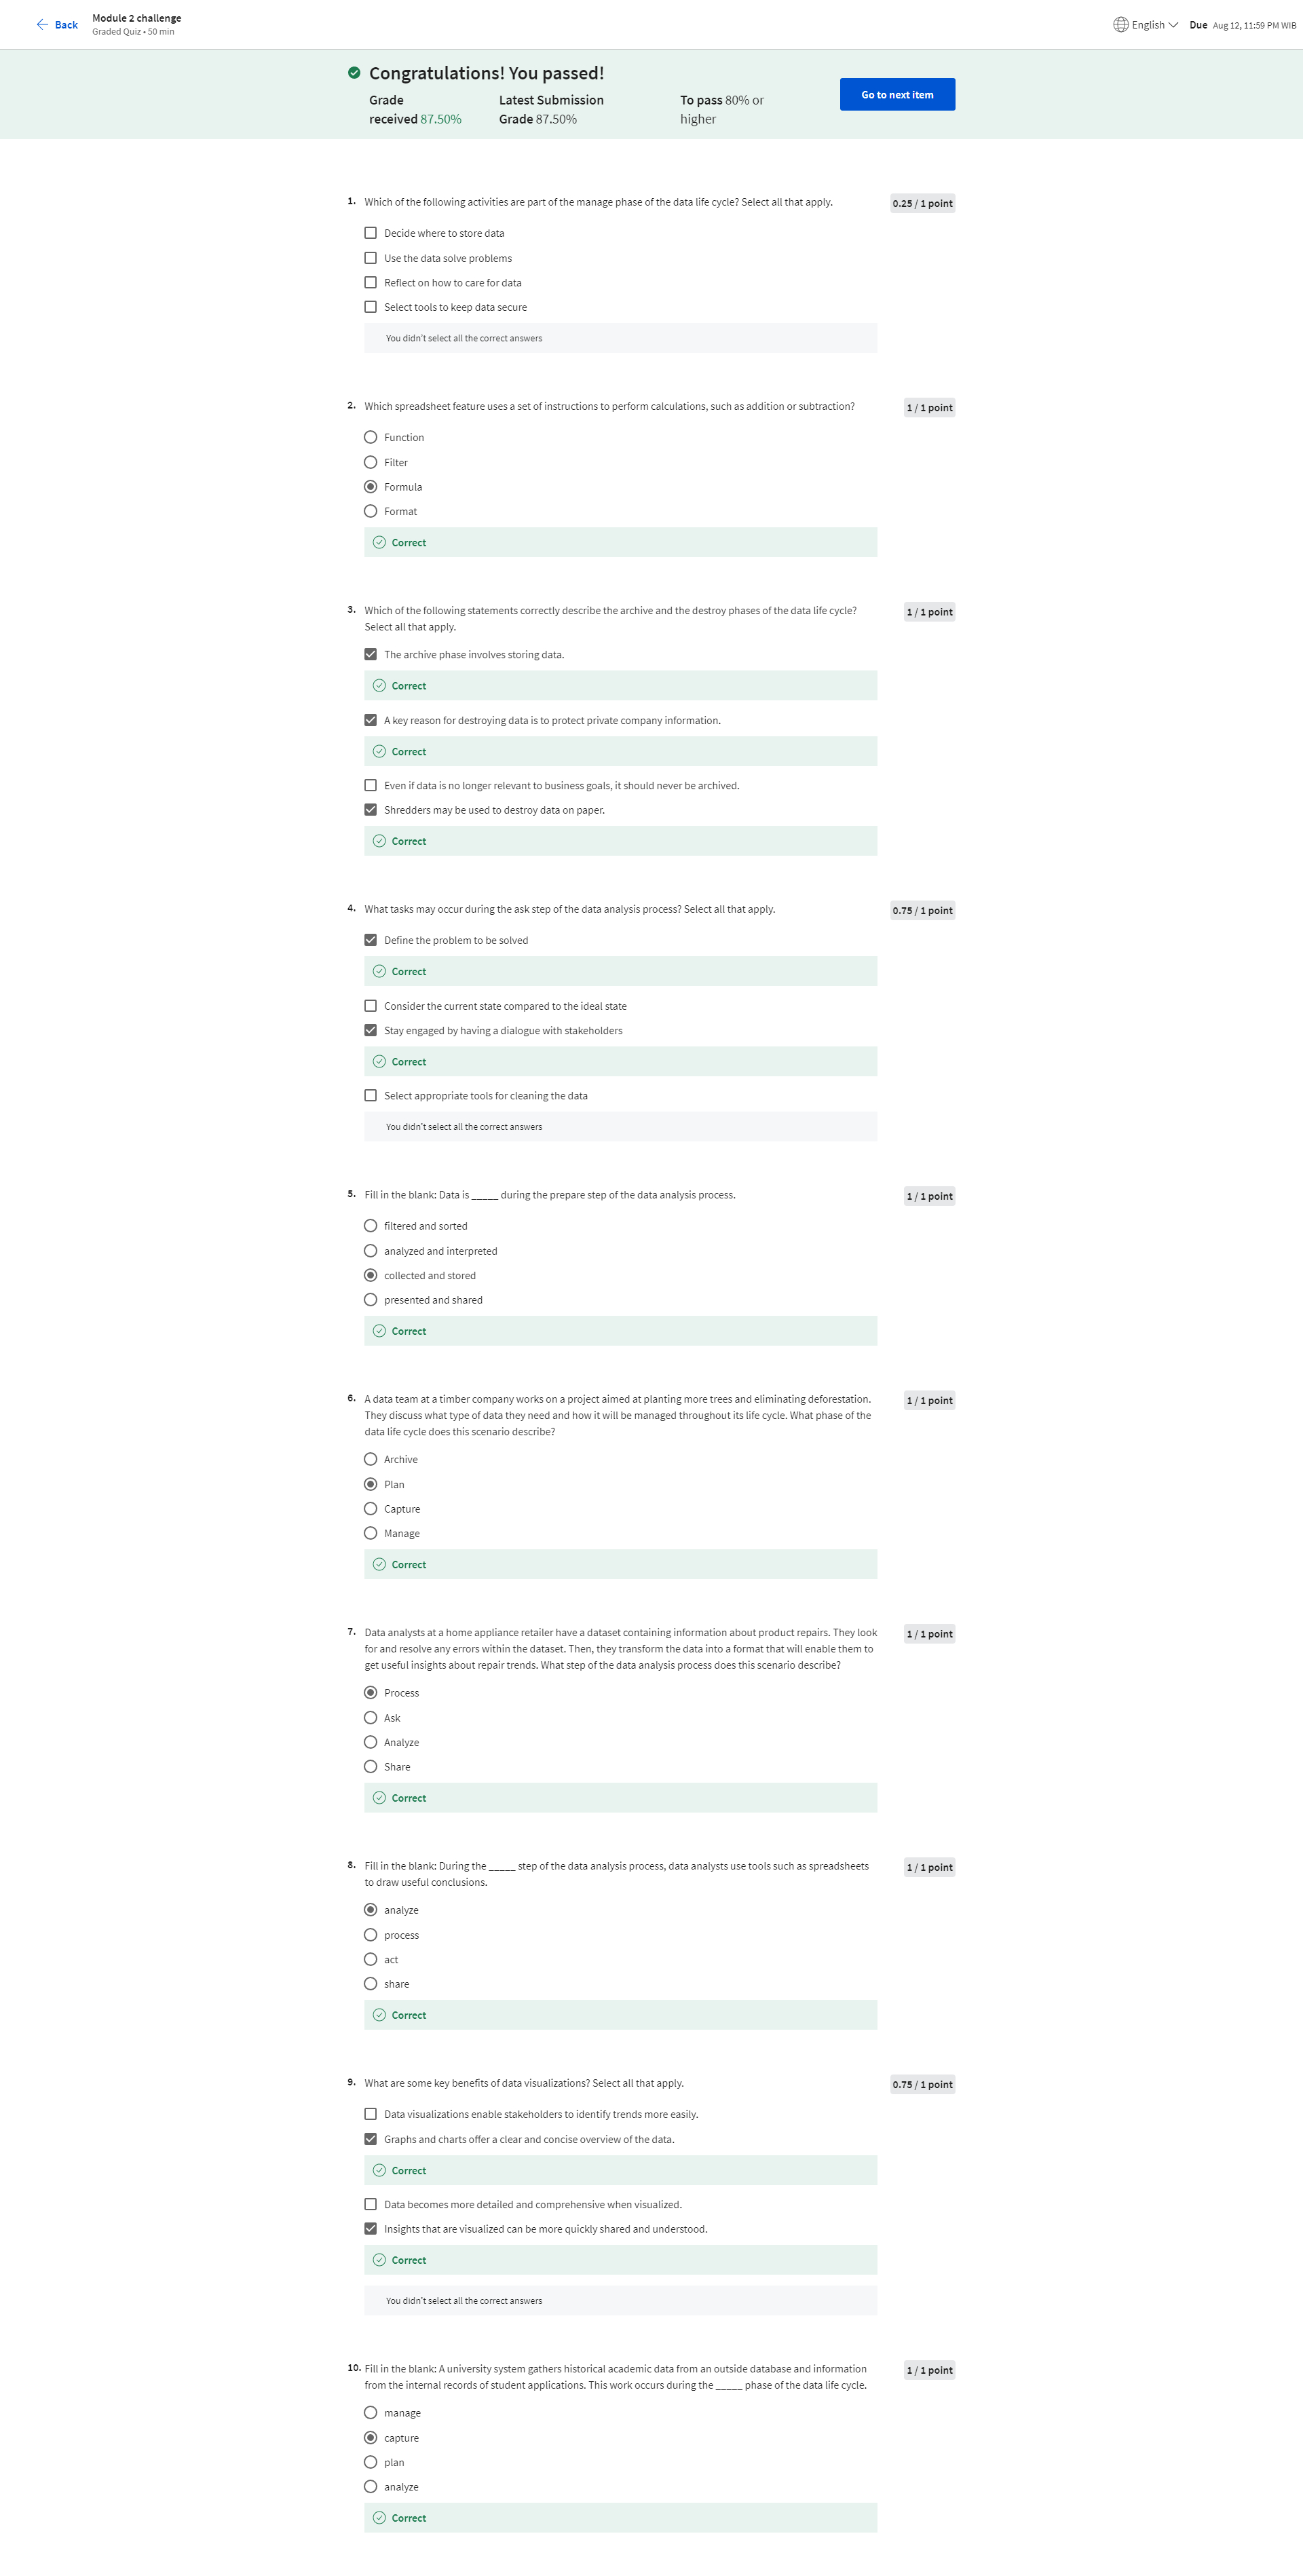 Back
Module 2 challenge
Graded Quiz • 50 min
English
Due Aug 12, 11:59 PM WIB
Congratulations! You passed!
Grade
received 87.50%
Latest Submission
Grade 87.50%
To pass 80% or
higher
Go to next item
1. Which of the following activities are part of the manage phase of the data life cycle? Select all that apply.
0.25 / 1 point
Decide where to store data
Use the data solve problems
Reflect on how to care for data
Select tools to keep data secure
You didn't select all the correct answers
2. Which spreadsheet feature uses a set of instructions to perform calculations, such as addition or subtraction?
1 / 1 point
Function
Filter
Formula
Format
Correct
3. Which of the following statements correctly describe the archive and the destroy phases of the data life cycle?
Select all that apply.
1 / 1 point
The archive phase involves storing data.
Correct
A key reason for destroying data is to protect private company information.
Correct
Even if data is no longer relevant to business goals, it should never be archived.
Shredders may be used to destroy data on paper.
Correct
4. What tasks may occur during the ask step of the data analysis process? Select all that apply.
0.75 / 1 point
Define the problem to be solved
Correct
Consider the current state compared to the ideal state
Stay engaged by having a dialogue with stakeholders
Correct
Select appropriate tools for cleaning the data
You didn't select all the correct answers
5. Fill in the blank: Data is _____ during the prepare step of the data analysis process.
1 / 1 point
filtered and sorted
analyzed and interpreted
collected and stored
presented and shared
Correct
6. A data team at a timber company works on a project aimed at planting more trees and eliminating deforestation.
They discuss what type of data they need and how it will be managed throughout its life cycle. What phase of the
data life cycle does this scenario describe?
1 / 1 point
Archive
Plan
Capture
Manage
Correct
7. Data analysts at a home appliance retailer have a dataset containing information about product repairs. They look
for and resolve any errors within the dataset. Then, they transform the data into a format that will enable them to
get useful insights about repair trends. What step of the data analysis process does this scenario describe?
1 / 1 point
Process
Ask
Analyze
Share
Correct
8. Fill in the blank: During the _____ step of the data analysis process, data analysts use tools such as spreadsheets
to draw useful conclusions.
1 / 1 point
analyze
process
act
share
Correct
9. What are some key benefits of data visualizations? Select all that apply.
0.75 / 1 point
Data visualizations enable stakeholders to identify trends more easily.
Graphs and charts offer a clear and concise overview of the data.
Correct
Data becomes more detailed and comprehensive when visualized.
Insights that are visualized can be more quickly shared and understood.
Correct
You didn't select all the correct answers
10. Fill in the blank: A university system gathers historical academic data from an outside database and information
from the internal records of student applications. This work occurs during the _____ phase of the data life cycle.
1 / 1 point
manage
capture
plan
analyze
Correct